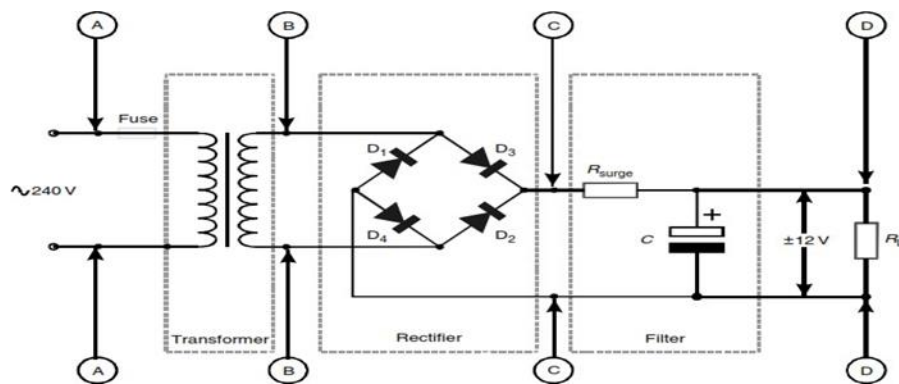 A B C D
Fuse
D1 D3
Rsurge
∿240 V
+
C ±12 V
D4 D2
Transformer Rectifier Filter
A B C D